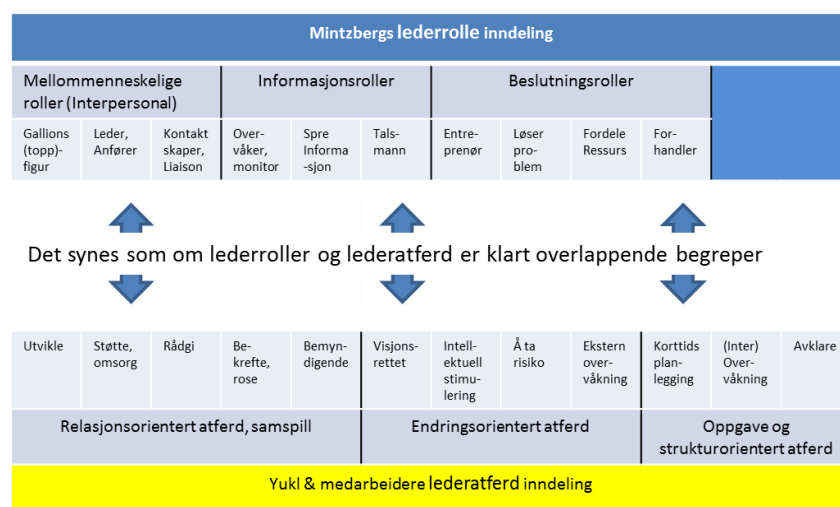 Mintzbergs lederrolle inndeling
Mellommenneskelige
roller (Interpersonal)
Informasjonsroller
Beslutningsroller
Gallions
(topp)-
figur
Leder,
Anfører
Kontakt
skaper,
Liaison
Over-
våker,
monitor
Spre
Informa
-sjon
Tals-
mann
Entre-
prenør
Løser
pro-
blem
Fordele
Ressurs
For-
handler
Det synes som om lederroller og lederatferd er klart overlappende begreper
Utvikle
Støtte,
omsorg
Rådgi
Be-
krefte,
rose
Bemyn-
digende
Visjons-
rettet
Intell-
ektuell
stimu-
lering
Å ta
risiko
Ekstern
over-
våkning
Korttids
plan-
legging
(Inter)
Over-
våkning
Avklare
Relasjonsorientert atferd, samspill
Endringsorientert atferd
Oppgave og
strukturorientert atferd
Yukl & medarbeidere lederatferd inndeling